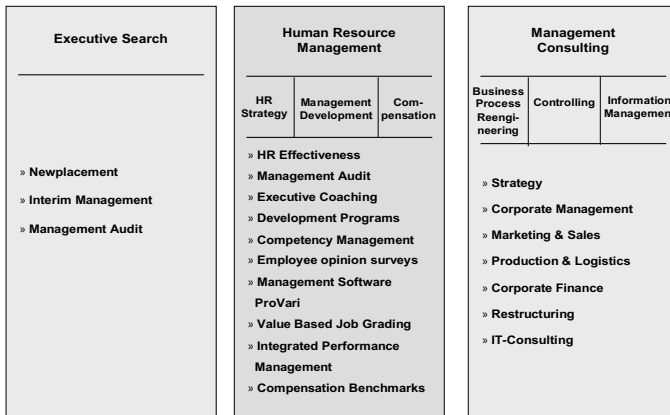 Executive Search
» Newplacement
» Interim Management
» Management Audit
Human Resource
Management
HR
Strategy
Management
Development
Com-
pensation
» HR Effectiveness
» Management Audit
» Executive Coaching
» Development Programs
» Competency Management
» Employee opinion surveys
» Management Software
ProVari
» Value Based Job Grading
» Integrated Performance
Management
» Compensation Benchmarks
Management
Consulting
Business
Process
Reengi-
neering
Controlling
Information
Management
» Strategy
» Corporate Management
» Marketing & Sales
» Production & Logistics
» Corporate Finance
» Restructuring
» IT-Consulting